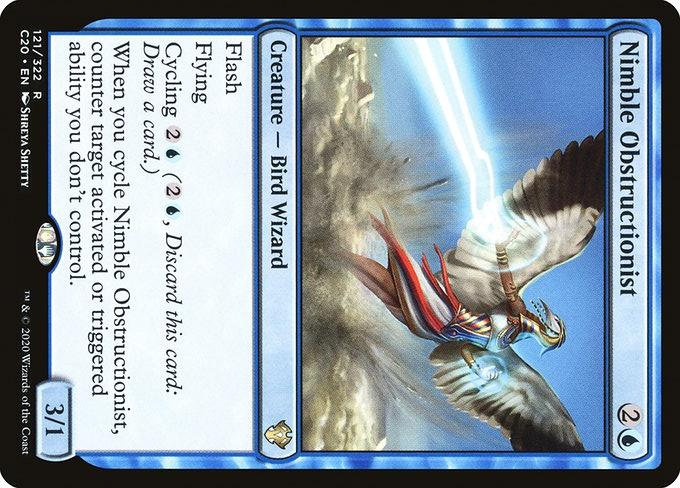 Nimble Obstructionist 2
Creature — Bird Wizard
Flash
Flying
Cycling 2 (2, Discard this card:
Draw a card.)
When you cycle Nimble Obstructionist,
counter target activated or triggered
ability you don't control.
3/1
121/322 R
C20 • EN Shreya Shetty
™ & © 2020 Wizards of the Coast